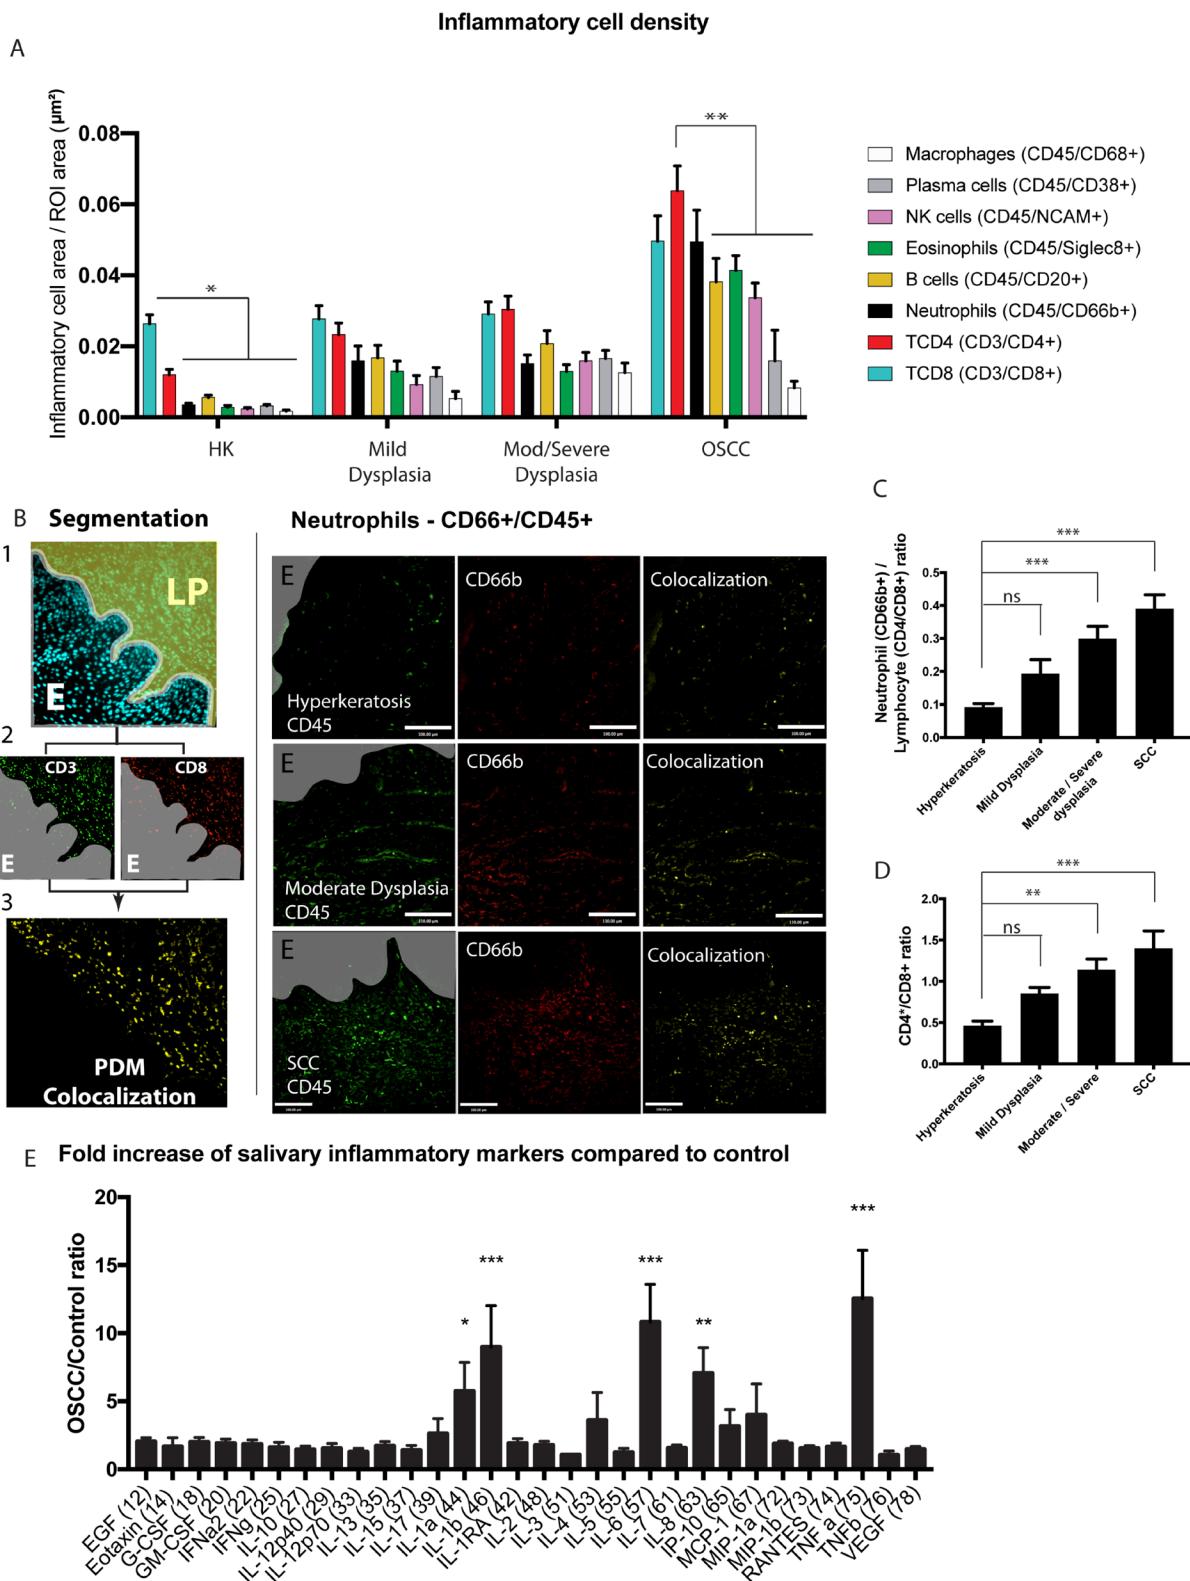 Inflammatory cell density
A
Inflammatory cell area / ROI area (µm²)
0.08
0.06
0.04
0.02
0.00
*
**
HK
Mild
Dysplasia
Mod/Severe
Dysplasia
OSCC
Macrophages (CD45/CD68+)
Plasma cells (CD45/CD38+)
NK cells (CD45/NCAM+)
Eosinophils (CD45/Siglec8+)
B cells (CD45/CD20+)
Neutrophils (CD45/CD66b+)
TCD4 (CD3/CD4+)
TCD8 (CD3/CD8+)
B
Segmentation
1
LP
E
2
CD3
E
CD8
E
3
PDM
Colocalization
Neutrophils - CD66+/CD45+
E
Hyperkeratosis
CD45
CD66b
Colocalization
E
Moderate Dysplasia
CD45
CD66b
Colocalization
E
SCC
CD45
CD66b
Colocalization
C
Neutrophil (CD66b+) /
Lymphocyte (CD4/CD8+) ratio
0.5
0.4
0.3
0.2
0.1
0.0
***
***
ns
Hyperkeratosis
Mild Dysplasia
Moderate / Severe
dysplasia
SCC
D
CD4*/CD8+ ratio
2.0
1.5
1.0
0.5
0.0
***
**
ns
Hyperkeratosis
Mild Dysplasia
Moderate / Severe
SCC
E
Fold increase of salivary inflammatory markers compared to control
OSCC/Control ratio
20
15
10
5
0
*
***
***
**
***
EGF (12)
Eotaxin (14)
G-CSF (18)
GM-CSF (20)
IFNa2 (22)
IFNg (25)
IL-10 (27)
IL-12p40 (29)
IL-12p70 (33)
IL-13 (35)
IL-15 (37)
IL-17 (39)
IL-1a (44)
IL-1b (46)
IL-1RA (42)
IL-2 (48)
IL-3 (51)
IL-4 (53)
IL-5 (55)
IL-6 (57)
IL-7 (61)
IL-8 (63)
IP-10 (65)
MCP-1 (67)
MIP-1a (72)
MIP-1b (73)
RANTES (74)
TNF a (75)
TNFb (76)
VEGF (78)